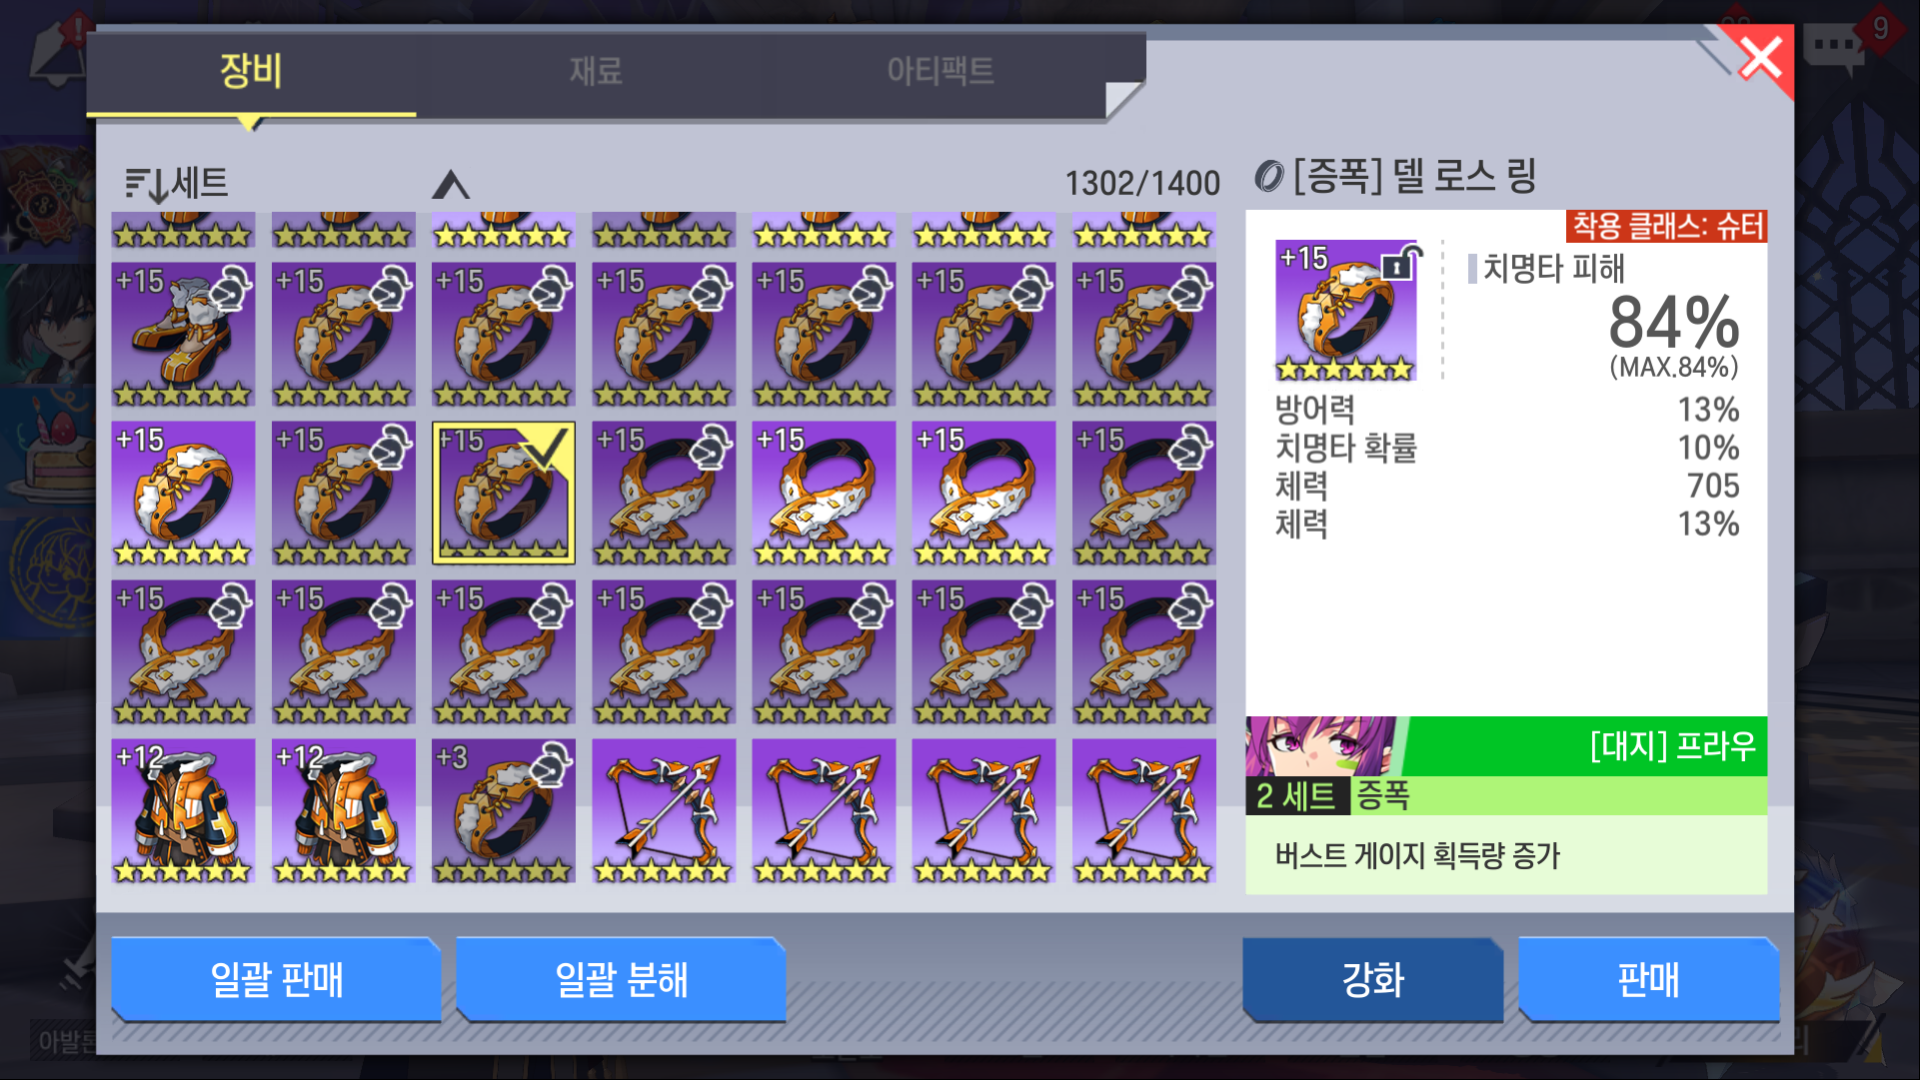 장비
재료
아티팩트
9
세트
1302/1400
[증폭] 델 로스 링
착용 클래스: 슈터
+15
치명타 피해
84%
(MAX.84%)
방어력 13%
치명타 확률 10%
체력 705
체력 13%
+15 +15 +15 +15 +15 +15 +15
+15 +15 +15 +15 +15 +15 +15
+15 +15 +15 +15 +15 +15 +15
+12 +12 +3
[대지] 프라우
2 세트 증폭
버스트 게이지 획득량 증가
일괄 판매
일괄 분해
강화
판매
아발론